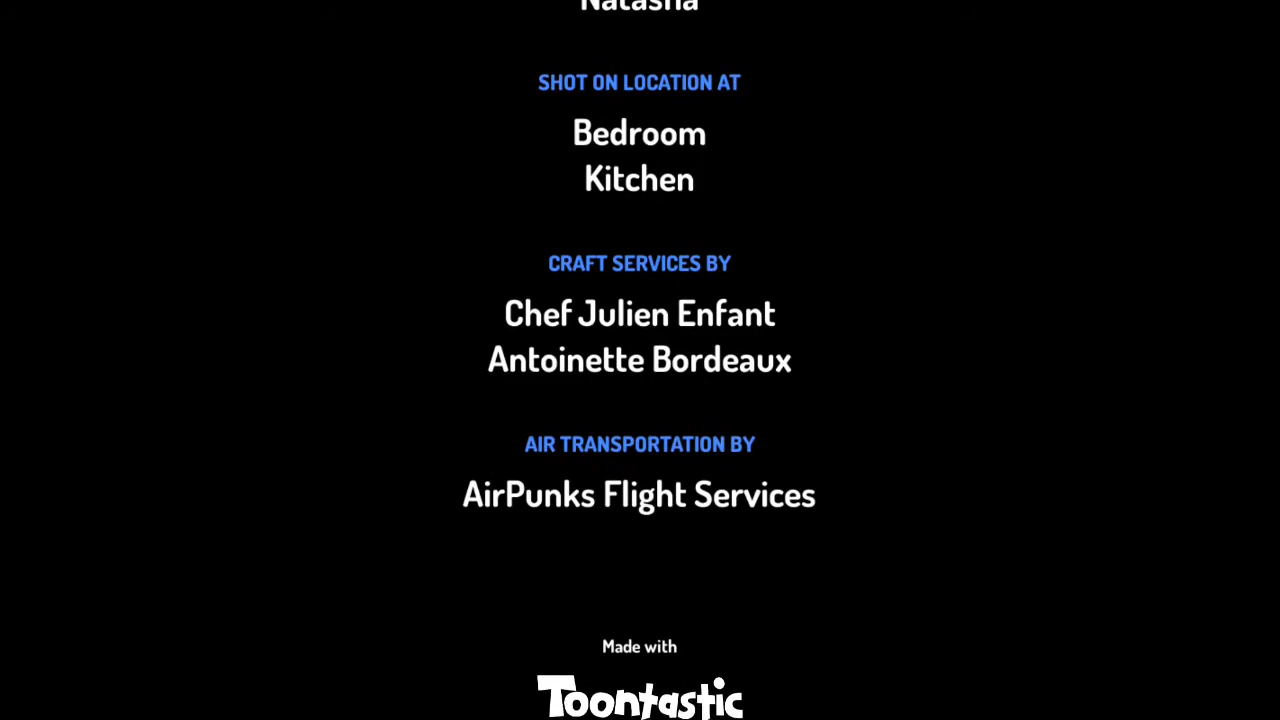 Natasha
SHOT ON LOCATION AT
Bedroom
Kitchen
CRAFT SERVICES BY
Chef Julien Enfant
Antoinette Bordeaux
AIR TRANSPORTATION BY
AirPunks Flight Services
Made with
Toontastic